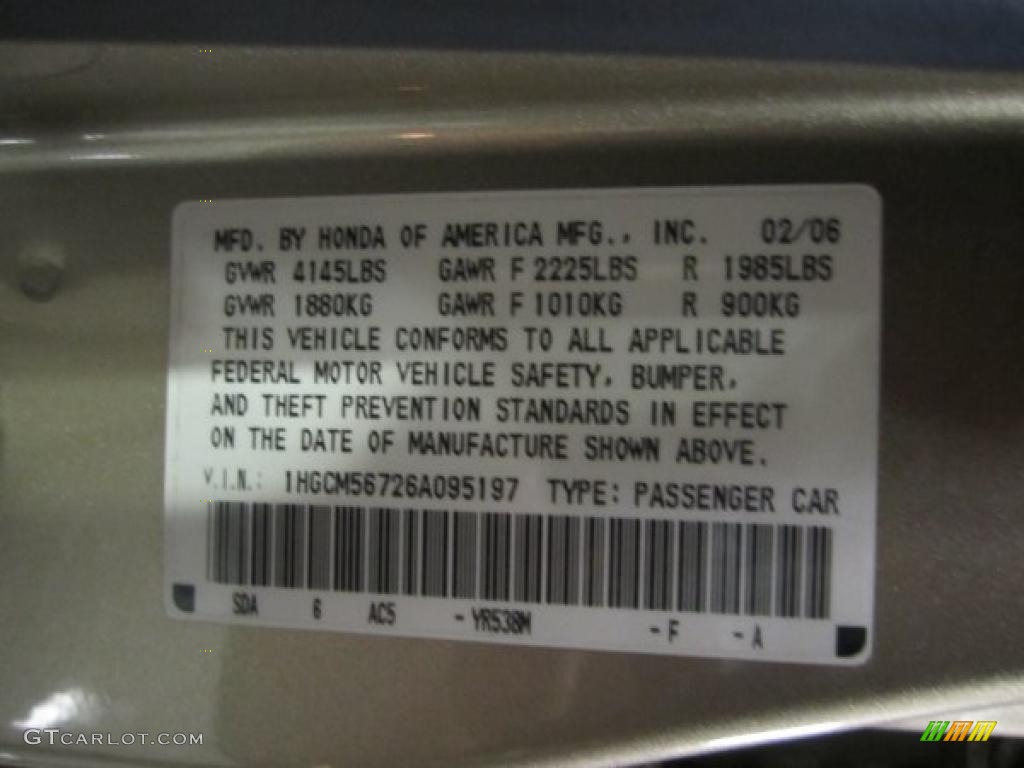 MFD. BY HONDA OF AMERICA MFG., INC. 02/06
GVWR 4145LBS GAWR F 2225LBS R 1985LBS
GVWR 1880KG GAWR F 1010KG R 900KG
THIS VEHICLE CONFORMS TO ALL APPLICABLE
FEDERAL MOTOR VEHICLE SAFETY, BUMPER,
AND THEFT PREVENTION STANDARDS IN EFFECT
ON THE DATE OF MANUFACTURE SHOWN ABOVE.
V.I.N.: 1HGCM56726A095197 TYPE: PASSENGER CAR
SDA 6 AC5 - YR538M - F - A
GTCARLOT.COM